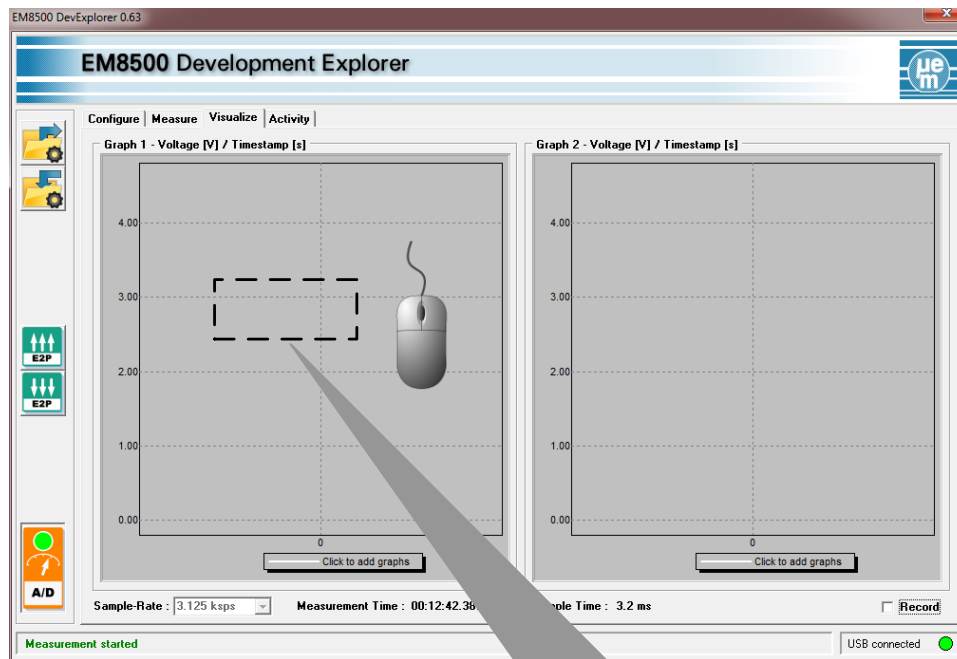 EM8500 DevExplorer 0.63
EM8500 Development Explorer
μe
m
Configure Measure Visualize Activity
Graph 1 - Voltage [V] / Timestamp [s]
Graph 2 - Voltage [V] / Timestamp [s]
4.00
3.00
2.00
1.00
0.00
0
Click to add graphs
4.00
3.00
2.00
1.00
0.00
0
Click to add graphs
E2P
E2P
A/D
Sample-Rate : 3.125 ksps Measurement Time : 00:12:42.38 Time : 3.2 ms Record
Measurement started USB connected